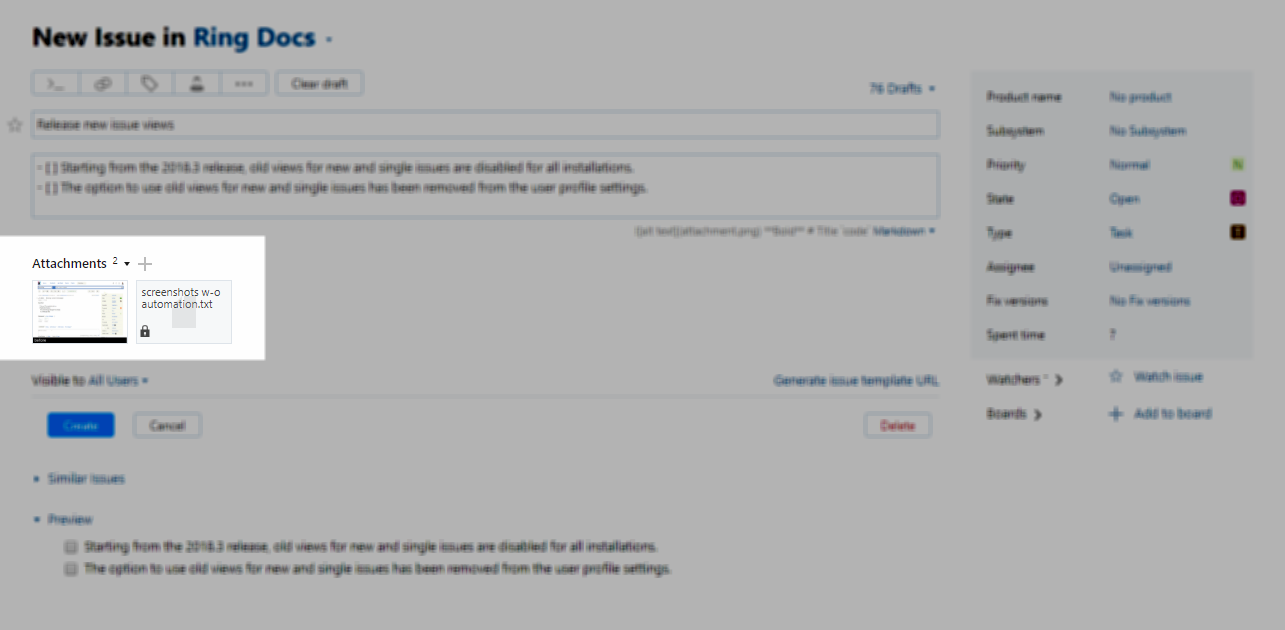 New Issue in Ring Docs
Clear draft
76 Drafts
Release new issue views
- [ ] Starting from the 2018.3 release, old views for new and single issues are disabled for all installations.
- [ ] The option to use old views for new and single issues has been removed from the user profile settings.
![alt text](attachment.png) **Bold** # Title `code` Markdown
Attachments 2
screenshots w-o
automation.txt
Visible to All Users
Generate issue template URL
Create
Cancel
Delete
Similar Issues
Preview
Starting from the 2018.3 release, old views for new and single issues are disabled for all installations.
The option to use old views for new and single issues has been removed from the user profile settings.
Product name No product
Subsystem No Subsystem
Priority Normal N
State Open
Type Task
Assignee Unassigned
Fix versions No Fix versions
Spent time ?
Watchers Watch issue
Boards Add to board